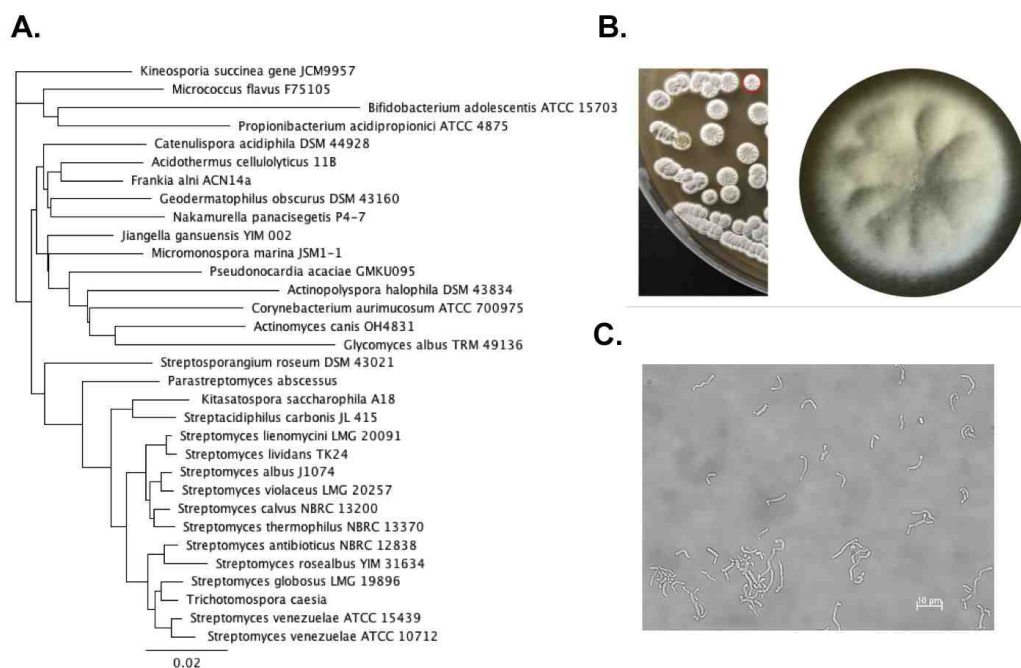 A.
Kineosporia succinea gene JCM9957
Micrococcus flavus F75105
Bifidobacterium adolescentis ATCC 15703
Propionibacterium acidipropionici ATCC 4875
Catenulispora acidiphila DSM 44928
Acidothermus cellulolyticus 11B
Frankia alni ACN14a
Geodermatophilus obscurus DSM 43160
Nakamurella panacisegetis P4-7
Jiangella gansuensis YIM 002
Micromonospora marina JSM1-1
Pseudonocardia acaciae GMKU095
Actinopolyspora halophila DSM 43834
Corynebacterium aurimucosum ATCC 700975
Actinomyces canis OH4831
Glycomyces albus TRM 49136
Streptosporangium roseum DSM 43021
Parastreptomyces abscessus
Kitasatospora saccharophila A18
Streptacidiphilus carbonis JL 415
Streptomyces lienomycini LMG 20091
Streptomyces lividans TK24
Streptomyces albus J1074
Streptomyces violaceus LMG 20257
Streptomyces calvus NBRC 13200
Streptomyces thermophilus NBRC 13370
Streptomyces antibioticus NBRC 12838
Streptomyces rosealbus YIM 31634
Streptomyces globosus LMG 19896
Trichotomospora caesia
Streptomyces venezuelae ATCC 15439
Streptomyces venezuelae ATCC 10712
0.02
B.
C.
10 μm